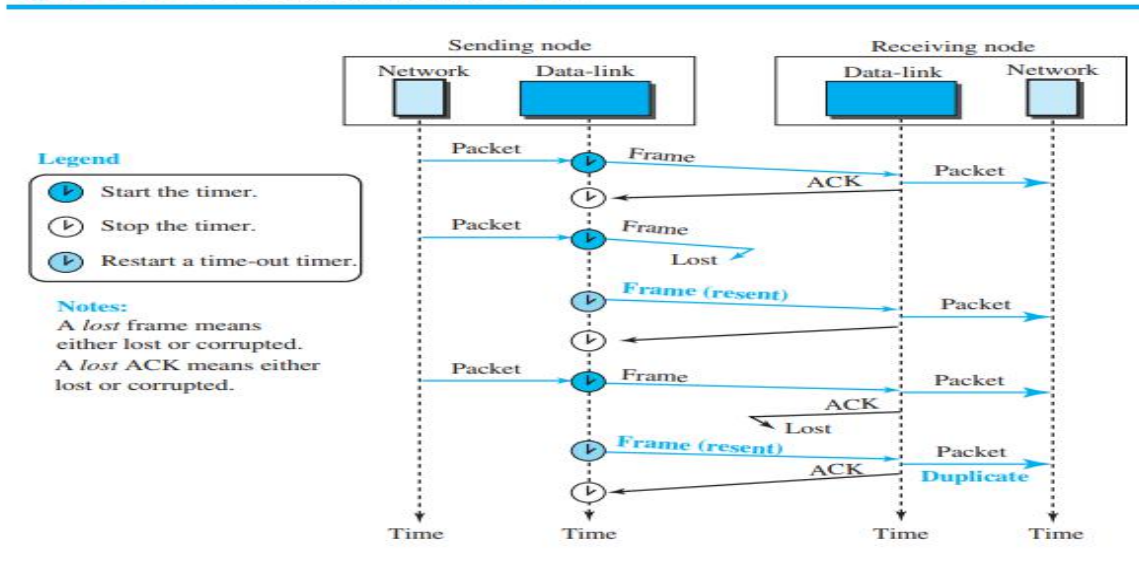 Sending node
Receiving node
Network
Data-link
Data-link
Network
Legend
Start the timer.
Stop the timer.
Restart a time-out timer.
Notes:
A lost frame means
either lost or corrupted.
A lost ACK means either
lost or corrupted.
Packet
Frame
ACK
Packet
Packet
Frame
Lost
Frame (resent)
Packet
Packet
Frame
Packet
ACK
Lost
Frame (resent)
Packet
ACK
Duplicate
Time
Time
Time
Time